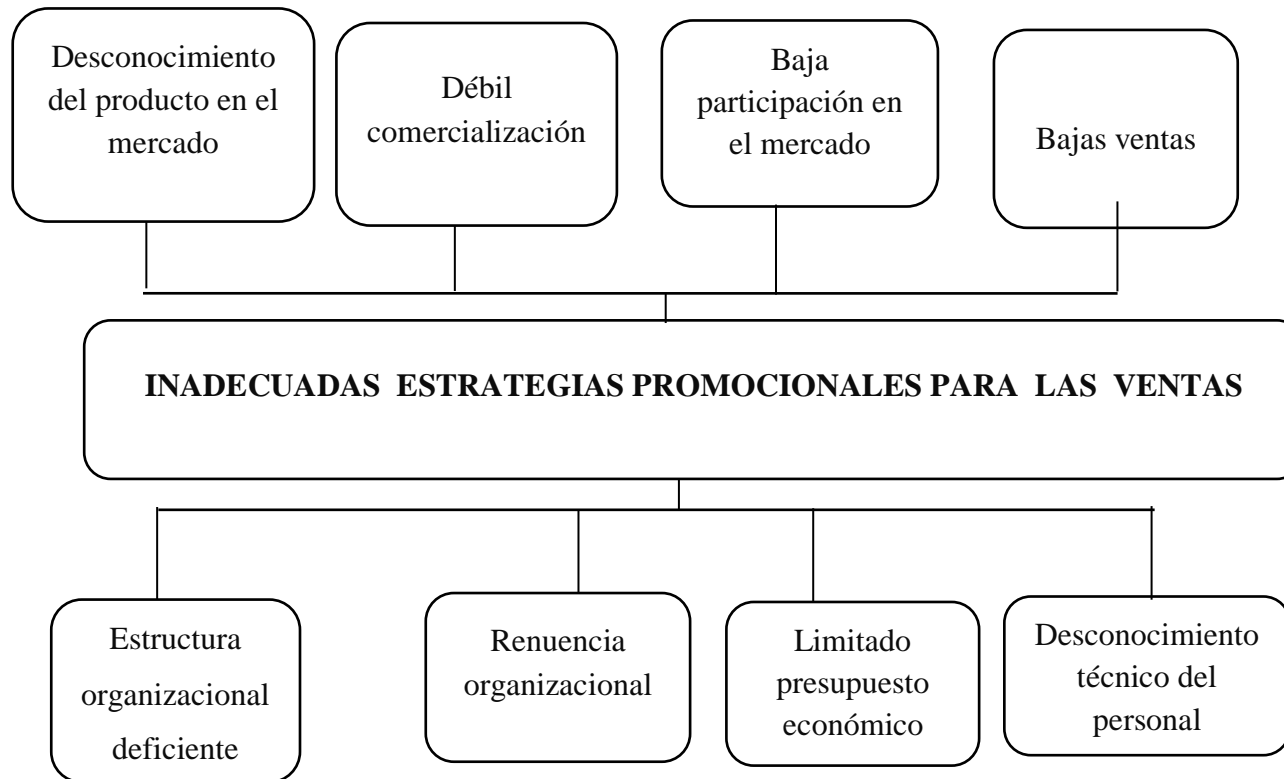 Desconocimiento
del producto en el
mercado
Débil
comercialización
Baja
participación en
el mercado
Bajas ventas
INADECUADAS ESTRATEGIAS PROMOCIONALES PARA LAS VENTAS
Estructura
organizacional
deficiente
Renuencia
organizacional
Limitado
presupuesto
económico
Desconocimiento
técnico del
personal